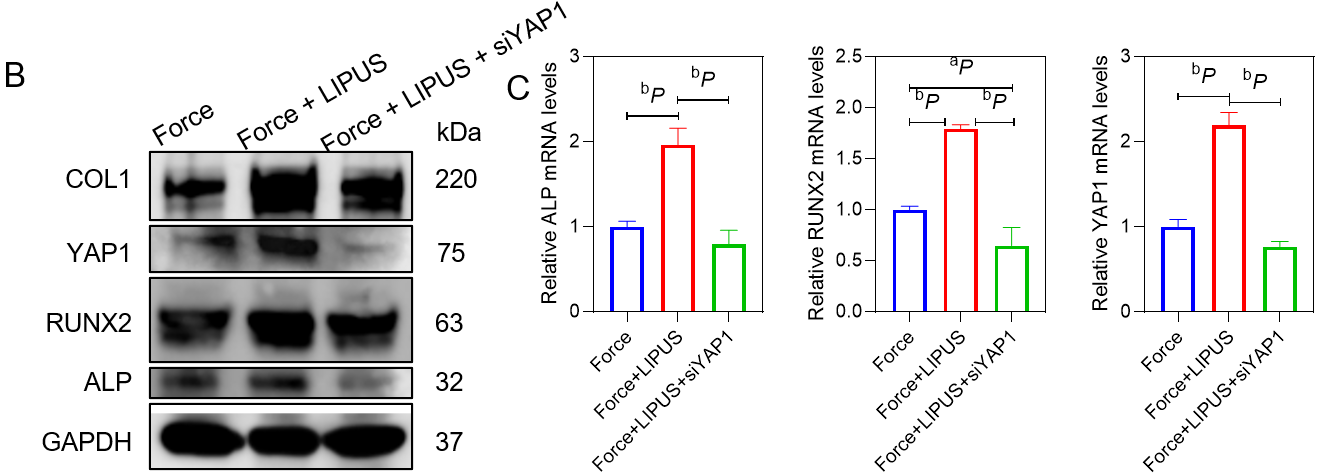 B
Force
Force + LIPUS
Force + LIPUS + siYAP1
kDa
COL1
220
YAP1
75
RUNX2
63
ALP
32
GAPDH
37
C
Relative ALP mRNA levels
3
2
1
0
ᵇP
ᵇP
Force
Force+LIPUS
Force+LIPUS+siYAP1
Relative RUNX2 mRNA levels
2.5
2.0
1.5
1.0
0.5
0.0
ᵃP
ᵇP
ᵇP
Force
Force+LIPUS
Force+LIPUS+siYAP1
Relative YAP1 mRNA levels
3
2
1
0
ᵇP
ᵇP
Force
Force+LIPUS
Force+LIPUS+siYAP1